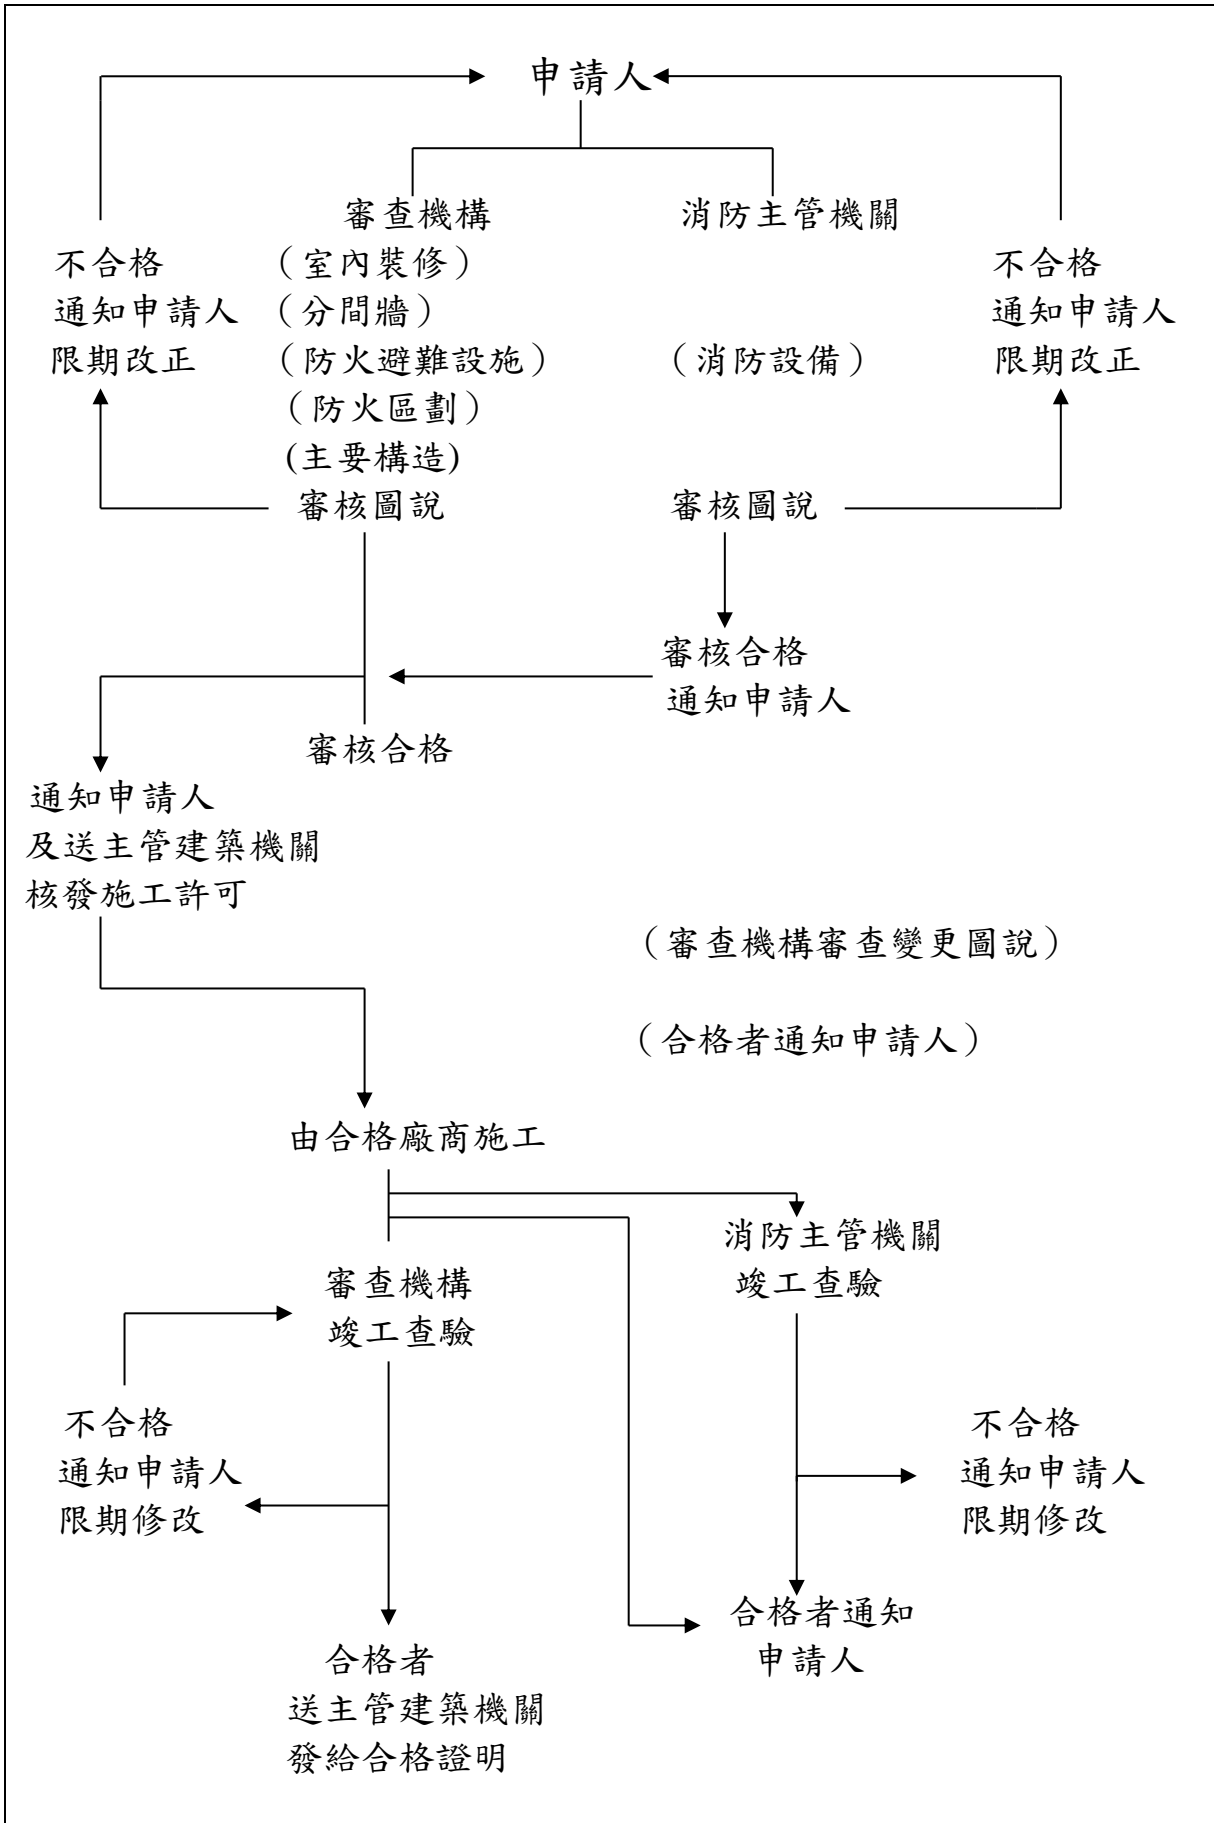 申請人
審查機構
消防主管機關
不合格
通知申請人
限期改正
（室內裝修）
（分間牆）
(防火避難設施)
（防火區劃）
(主要構造)
審核圖說
（消防設備）
審核圖說
不合格
通知申請人
限期改正
審核合格
通知申請人
審核合格
通知申請人
及送主管建築機關
核發施工許可
（審查機構審查變更圖說）
（合格者通知申請人）
由合格廠商施工
消防主管機關
竣工查驗
審查機構
竣工查驗
不合格
通知申請人
限期修改
不合格
通知申請人
限期修改
合格者通知
申請人
合格者
送主管建築機關
發給合格證明